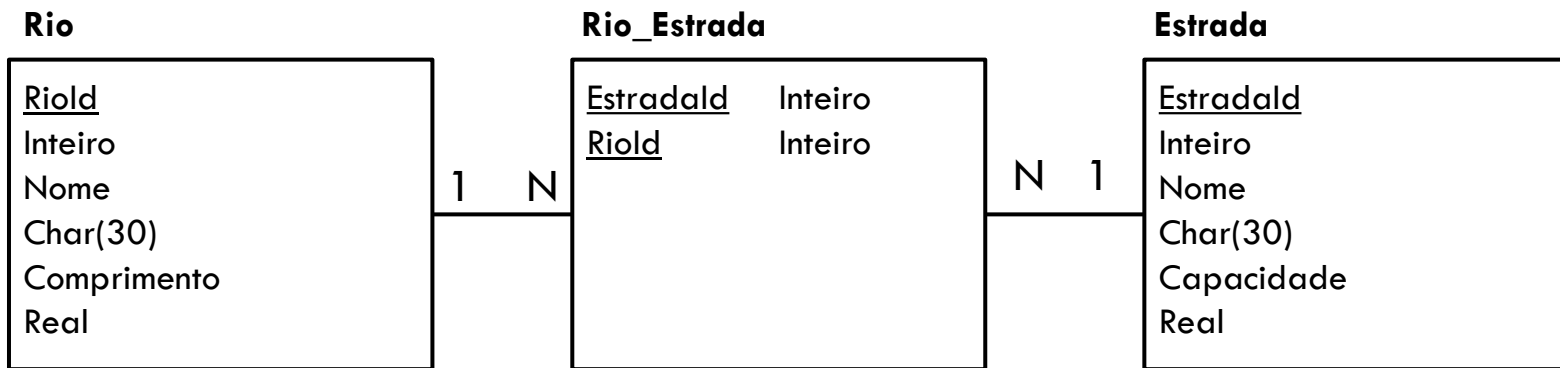 Rio
RioId
Inteiro
Nome
Char(30)
Comprimento
Real
1 N
Rio_Estrada
EstradaId Inteiro
RioId Inteiro
N 1
Estrada
EstradaId
Inteiro
Nome
Char(30)
Capacidade
Real